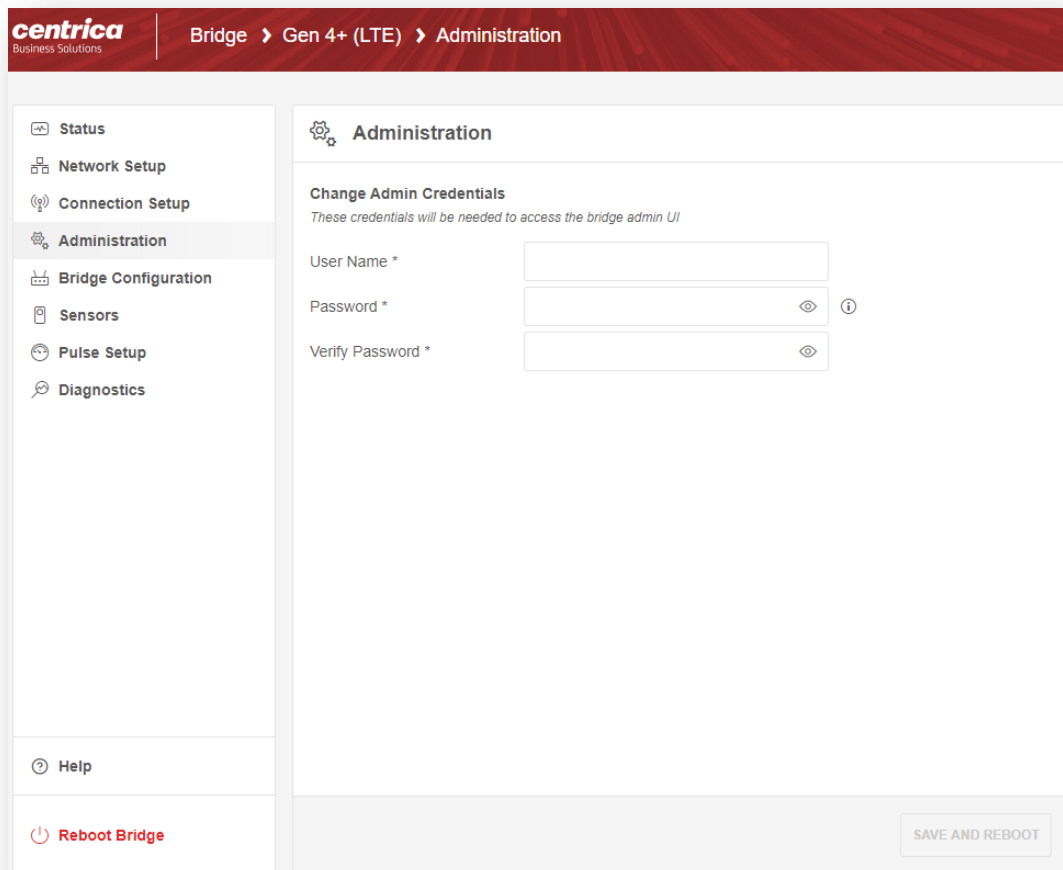 centrica
Business Solutions
Bridge > Gen 4+ (LTE) > Administration
Status
Network Setup
Connection Setup
Administration
Bridge Configuration
Sensors
Pulse Setup
Diagnostics
Help
Reboot Bridge
Administration
Change Admin Credentials
These credentials will be needed to access the bridge admin UI
User Name *
Password *
Verify Password *
SAVE AND REBOOT